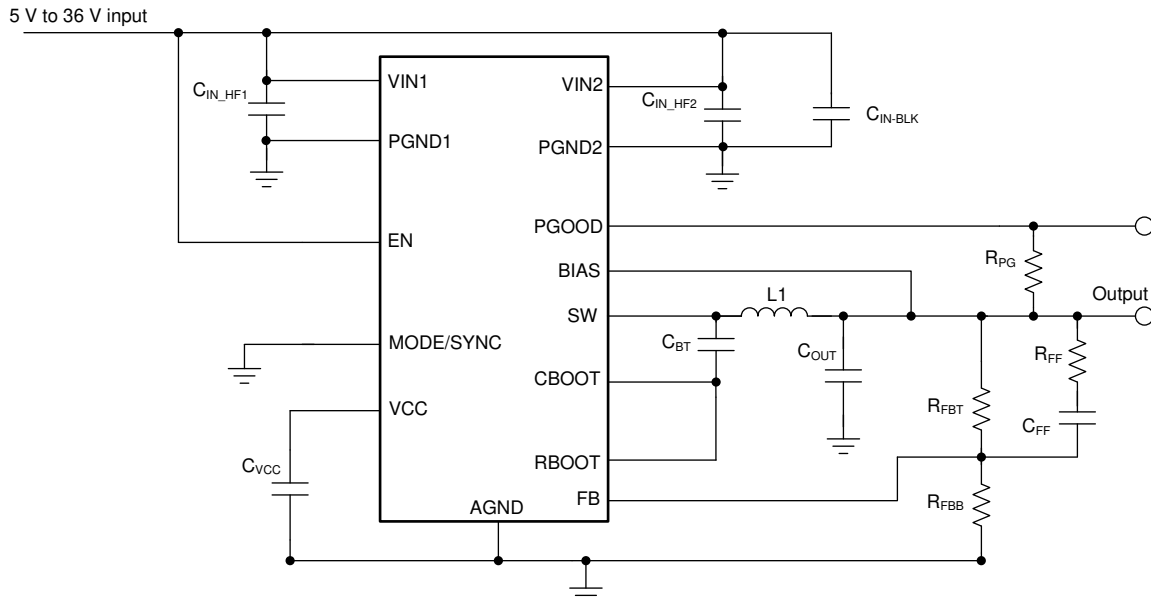 5 V to 36 V input
VIN1
VIN2
C_IN_HF1
C_IN_HF2
C_IN-BLK
PGND1
PGND2
PGOOD
EN
BIAS
R_PG
L1
Output
SW
MODE/SYNC
C_BT
C_OUT
R_FF
CBOOT
VCC
R_FBT
C_FF
RBOOT
C_VCC
FB
AGND
R_FBB